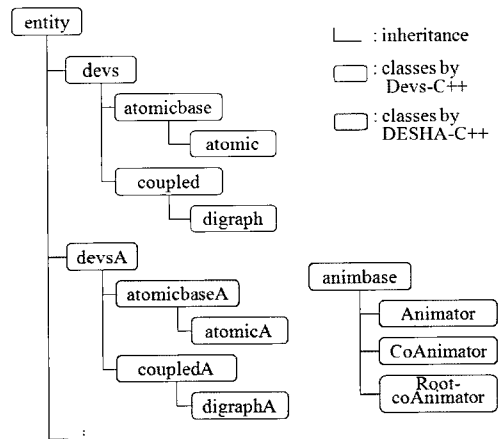 entity
devs
atomicbase
atomic
coupled
digraph
devsA
atomicbaseA
atomicA
coupledA
digraphA
:
: inheritance
: classes by
Devs-C++
: classes by
DESHA-C++
animbase
Animator
CoAnimator
Root-
coAnimator